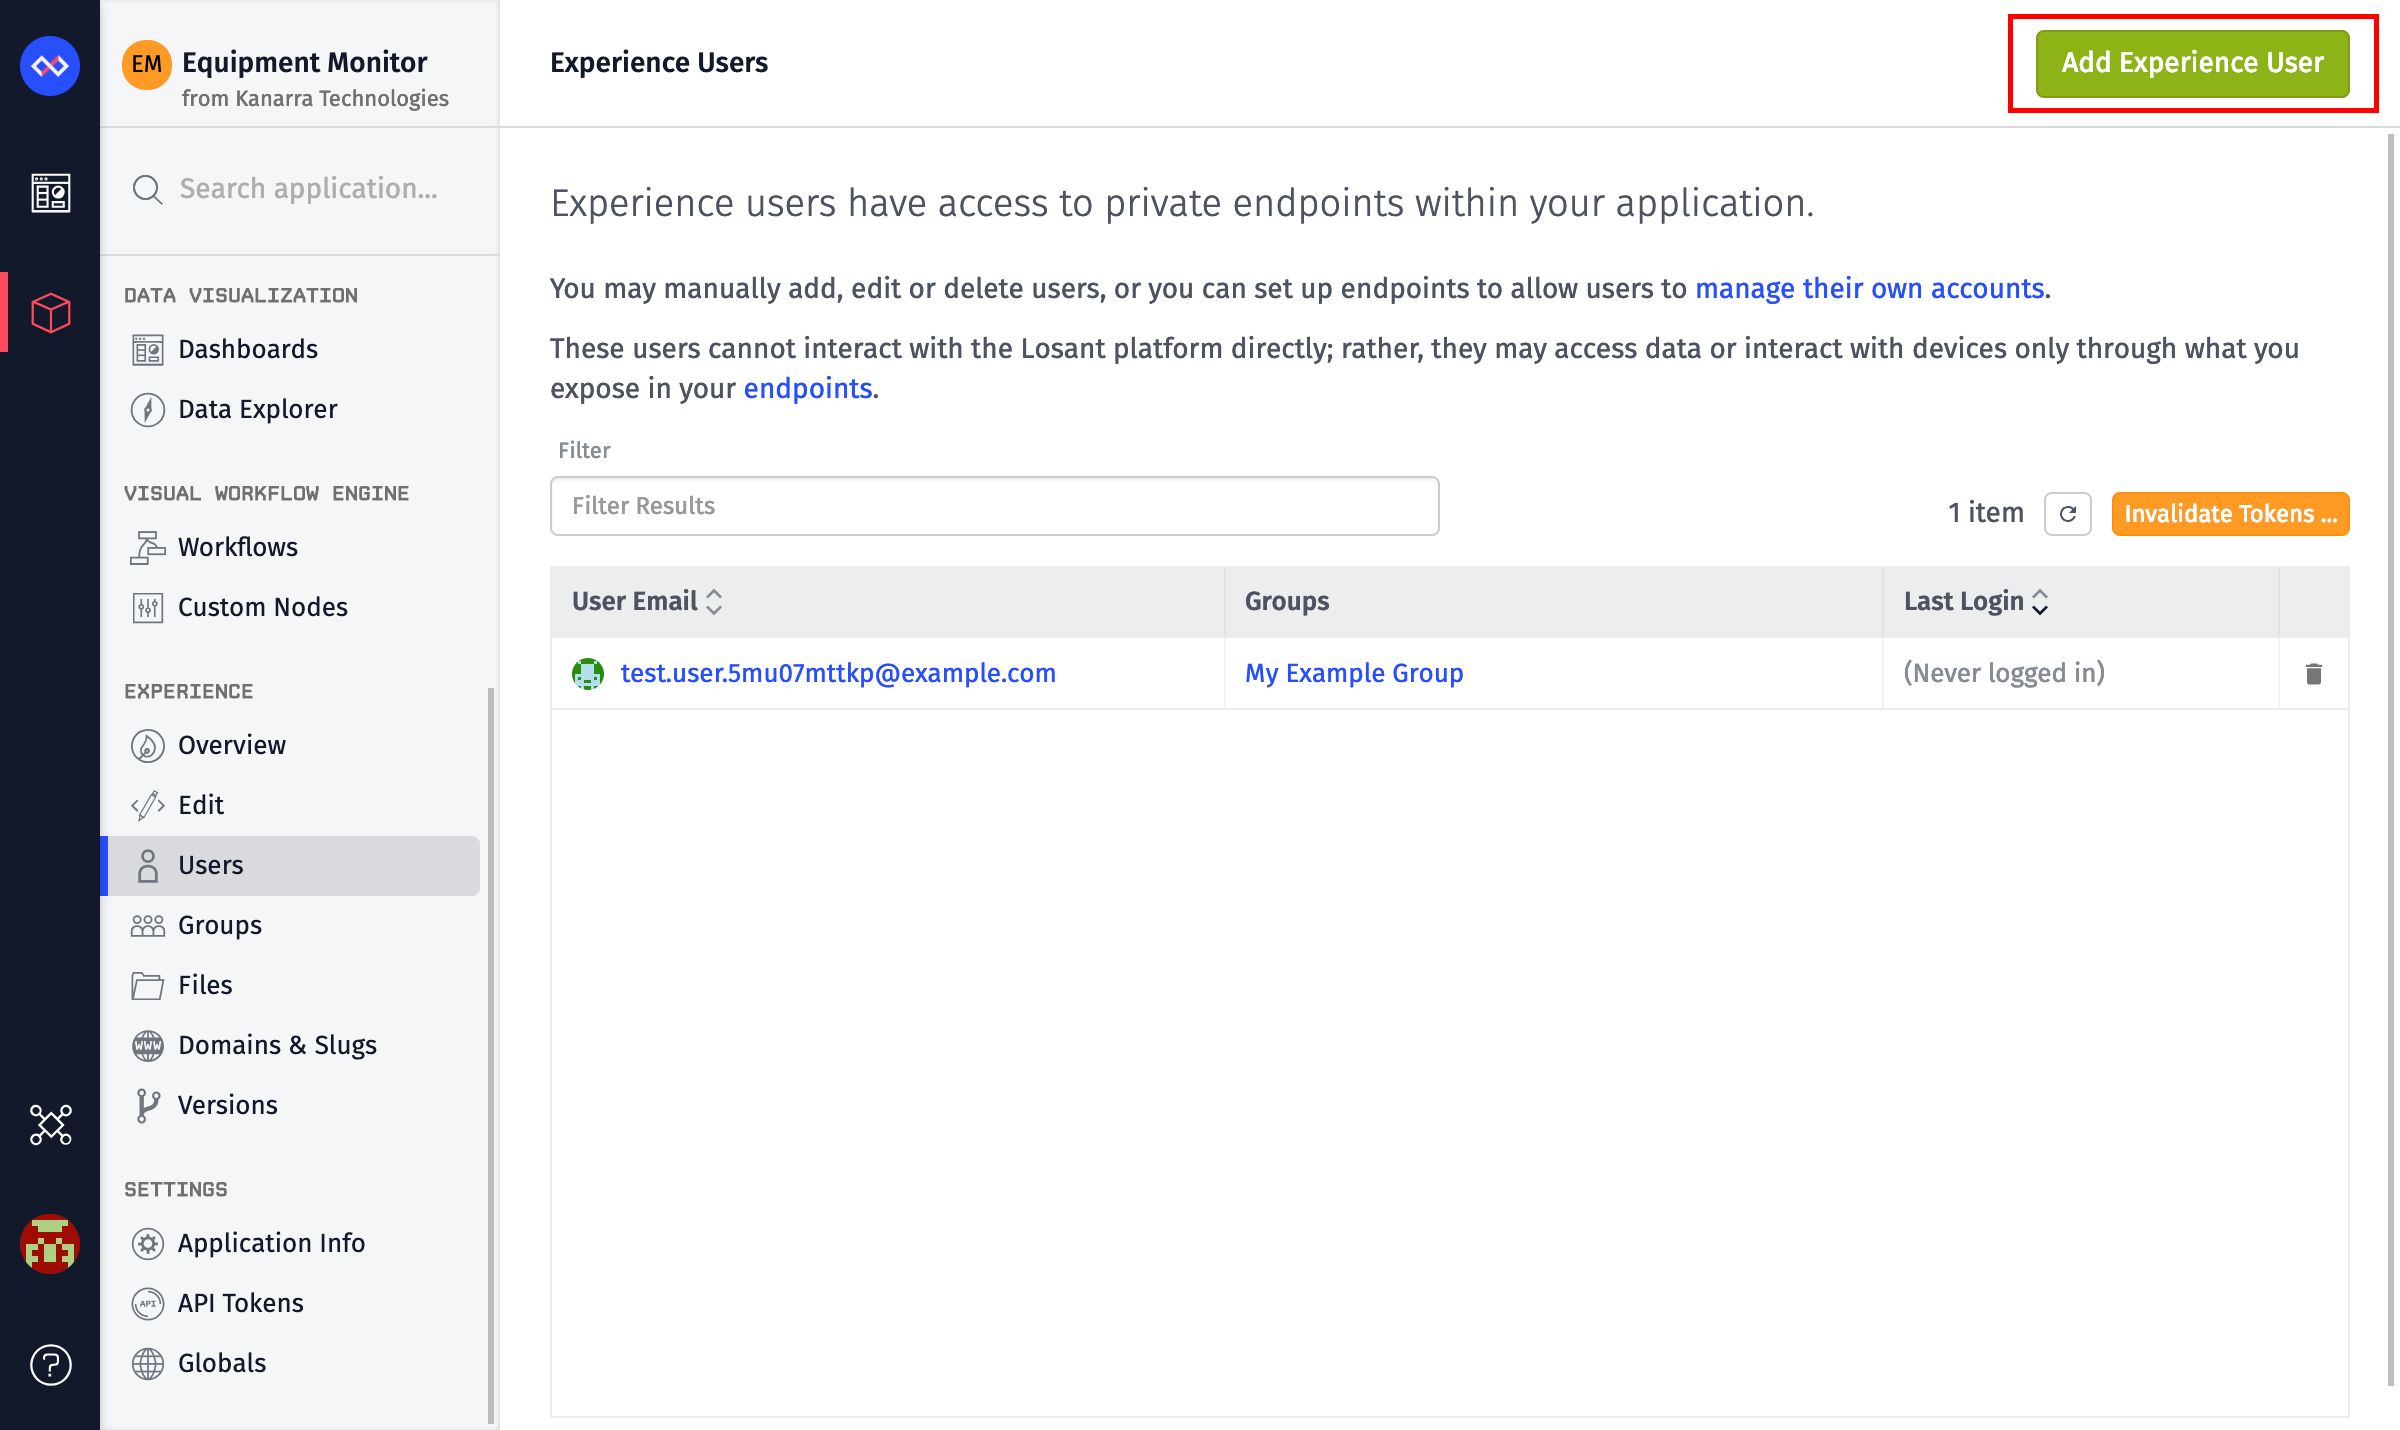 EM
Equipment Monitor
from Kanarra Technologies
Search application...
DATA VISUALIZATION
Dashboards
Data Explorer
VISUAL WORKFLOW ENGINE
Workflows
Custom Nodes
EXPERIENCE
Overview
Edit
Users
Groups
Files
WWW
Domains & Slugs
Versions
SETTINGS
Application Info
API
API Tokens
Globals
?
Experience Users
Add Experience User
Experience users have access to private endpoints within your application.
You may manually add, edit or delete users, or you can set up endpoints to allow users to manage their own accounts.
These users cannot interact with the Losant platform directly; rather, they may access data or interact with devices only through what you
expose in your endpoints.
Filter
Filter Results
1 item
Invalidate Tokens ...
User Email
Groups
Last Login
test.user.5mu07mttkp@example.com
My Example Group
(Never logged in)